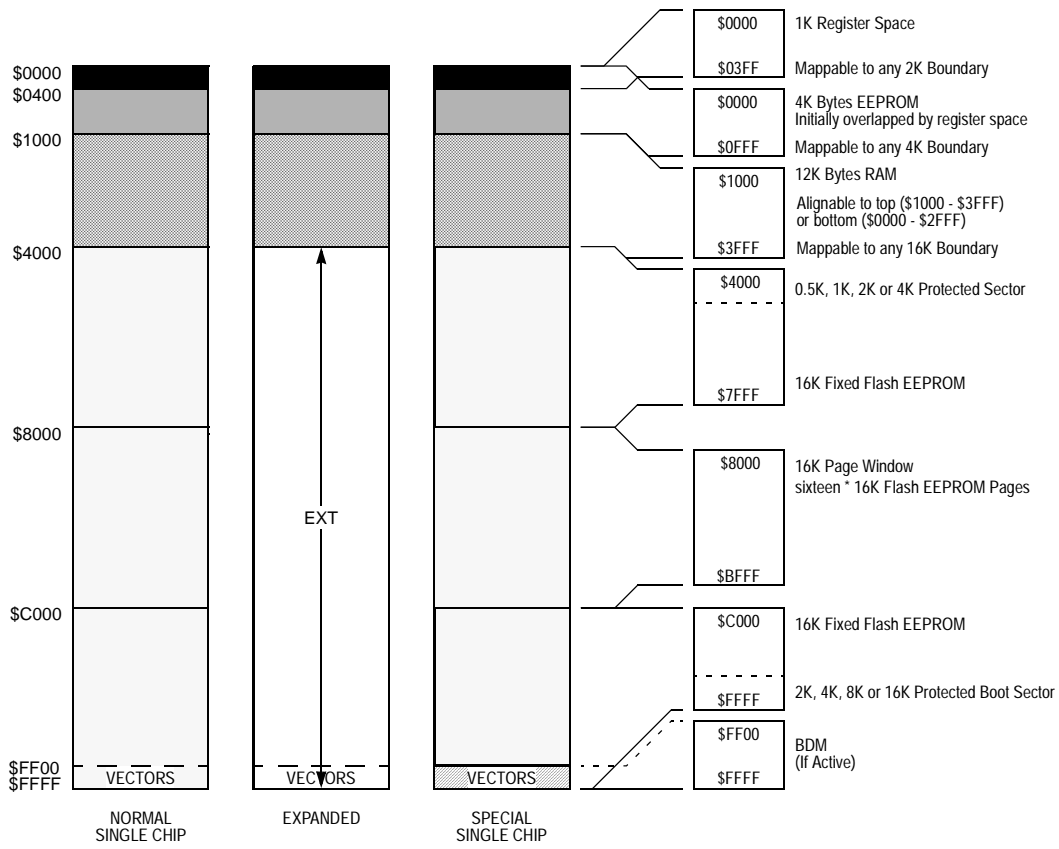 $0000
$0400
$1000
$4000
$8000
$C000
$FF00
$FFFF
VECTORS
NORMAL
SINGLE CHIP
EXT
VECTORS
EXPANDED
VECTORS
SPECIAL
SINGLE CHIP
$0000
1K Register Space
$03FF
Mappable to any 2K Boundary
$0000
4K Bytes EEPROM
Initially overlapped by register space
$0FFF
Mappable to any 4K Boundary
$1000
12K Bytes RAM
Alignable to top ($1000 - $3FFF)
or bottom ($0000 - $2FFF)
$3FFF
Mappable to any 16K Boundary
$4000
0.5K, 1K, 2K or 4K Protected Sector
$7FFF
16K Fixed Flash EEPROM
$8000
16K Page Window
sixteen * 16K Flash EEPROM Pages
$BFFF
$C000
16K Fixed Flash EEPROM
$FFFF
2K, 4K, 8K or 16K Protected Boot Sector
$FF00
BDM
(If Active)
$FFFF